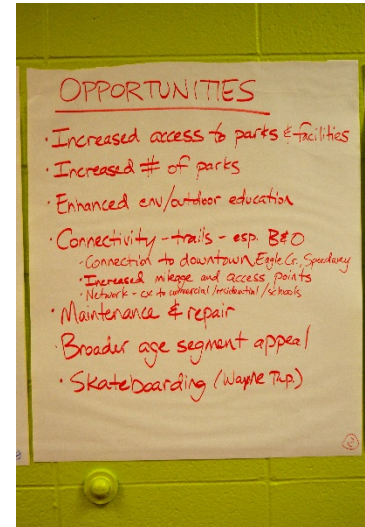 OPPORTUNITIES
· Increased access to parks & facilities
· Increased # of parks
· Enhanced env/outdoor education
· Connectivity - trails - esp. B&O
· Connection to downtown, Eagle Cr., Speedway
· Increased mileage and access points
· Network - cx to commercial/residential/schools
· Maintenance & repair
· Broader age segment appeal
· Skateboarding (Wayne Twp.)